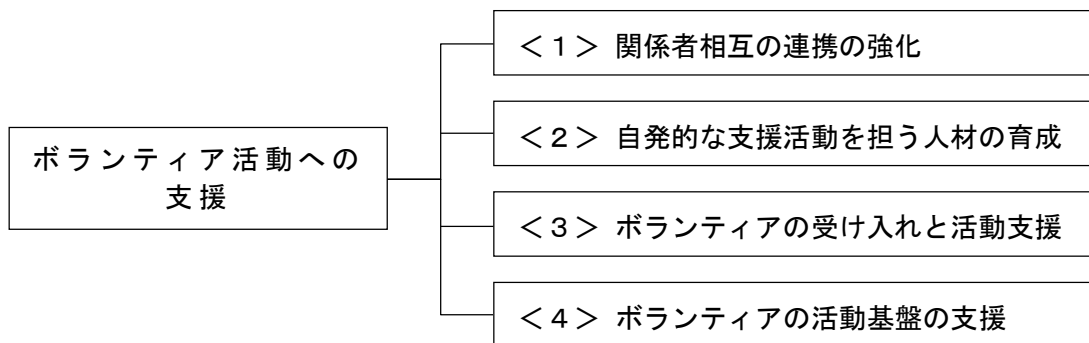 ボランティア活動への
支援
＜１＞ 関係者相互の連携の強化
＜２＞ 自発的な支援活動を担う人材の育成
＜３＞ ボランティアの受け入れと活動支援
＜４＞ ボランティアの活動基盤の支援